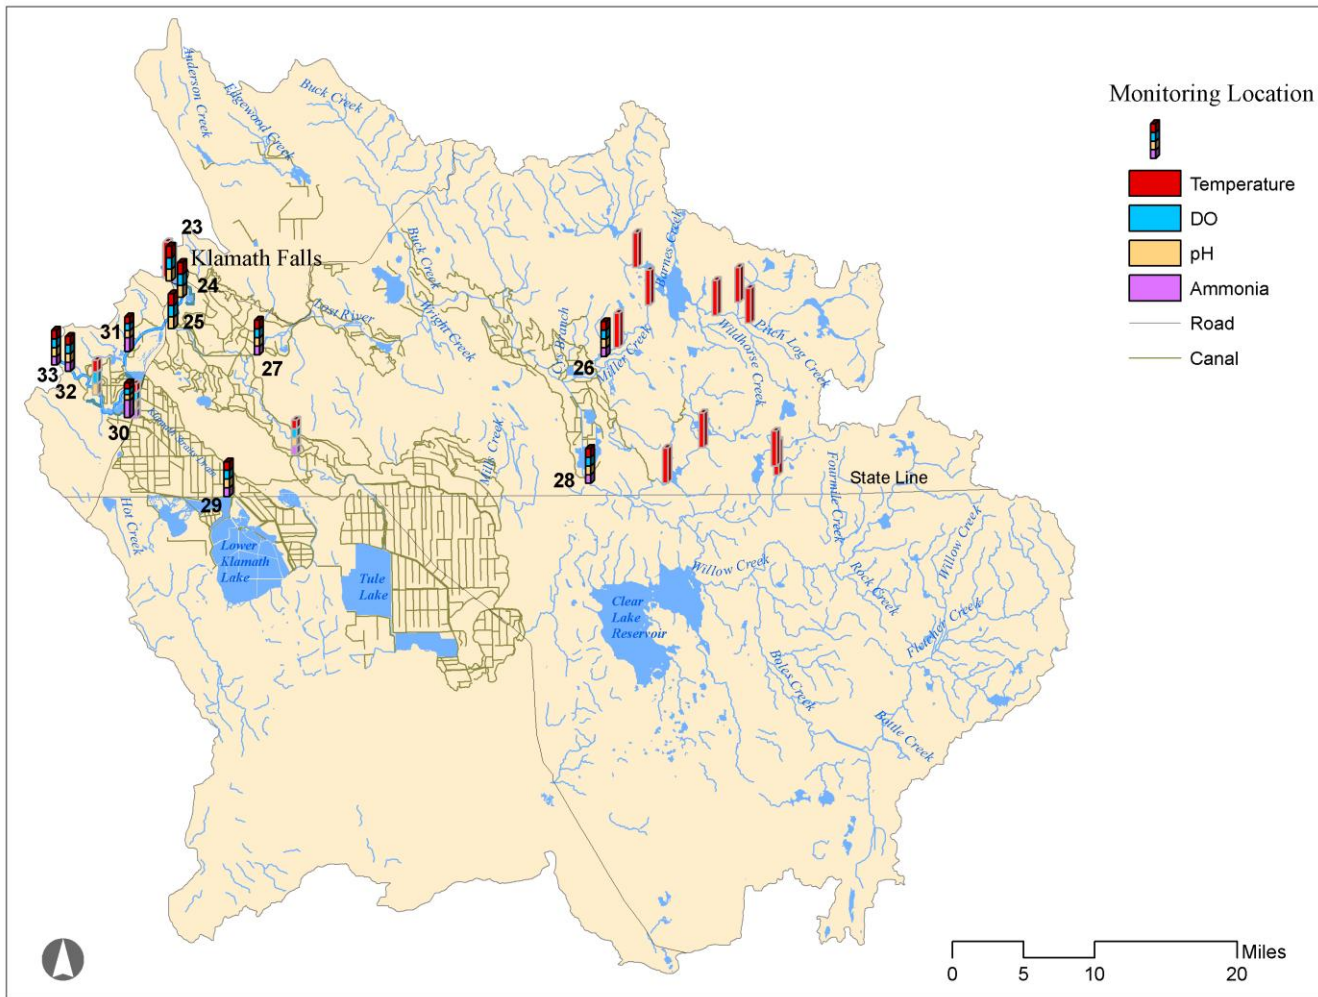 Monitoring Location
Temperature
DO
pH
Ammonia
Road
Canal
Anderson Creek
Edgewood Creek
Buck Creek
23
Klamath Falls
24
25
31
33
32
27
30
29
Lost River
Buck Creek
Wright Creek
Barnes Creek
Wildhorse Creek
Pitch Log Creek
26
Miller Creek
Mills Creek
28
State Line
Hot Creek
Lower
Klamath
Lake
Tule
Lake
Clear
Lake
Reservoir
Willow Creek
Fourmile Creek
Rock Creek
Willow Creek
Fletcher Creek
Boles Creek
Battle Creek
Miles
0 5 10 20